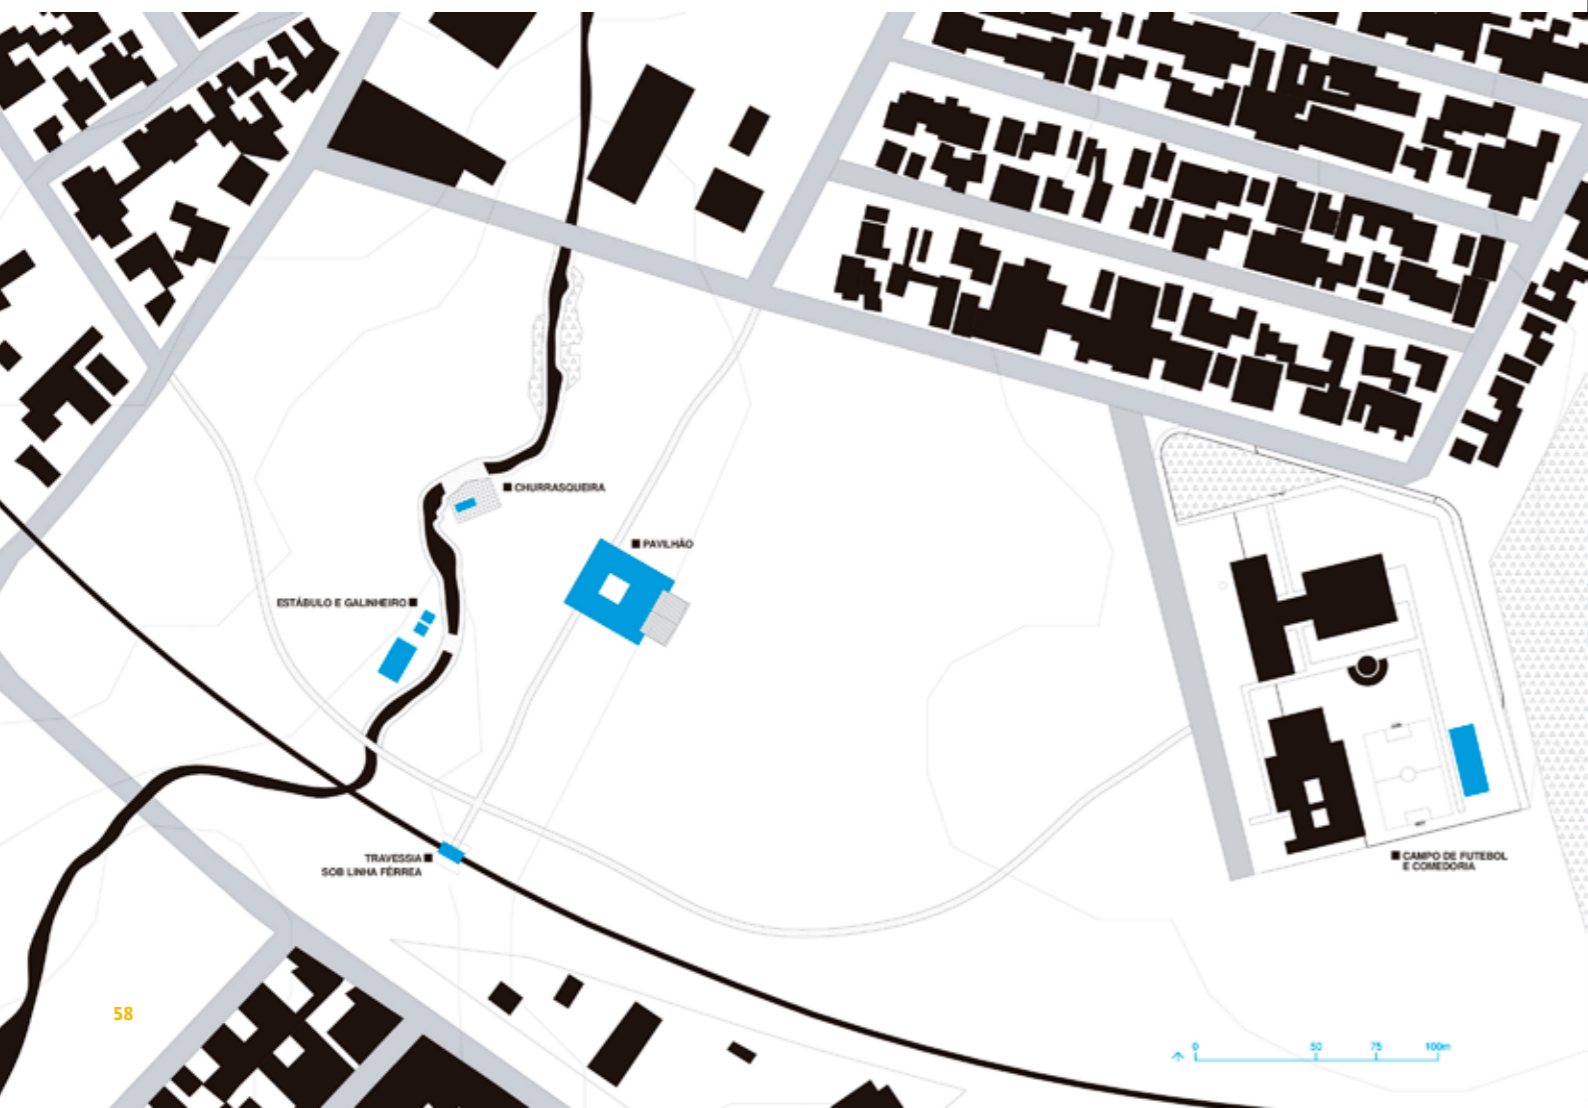 CHURRASQUEIRA
PAVILHÃO
ESTÁBULO E GALINHEIRO
TRAVESSIA
SOB LINHA FÉRREA
CAMPO DE FUTEBOL
E COMEDORIA
58
0 50 75 100m